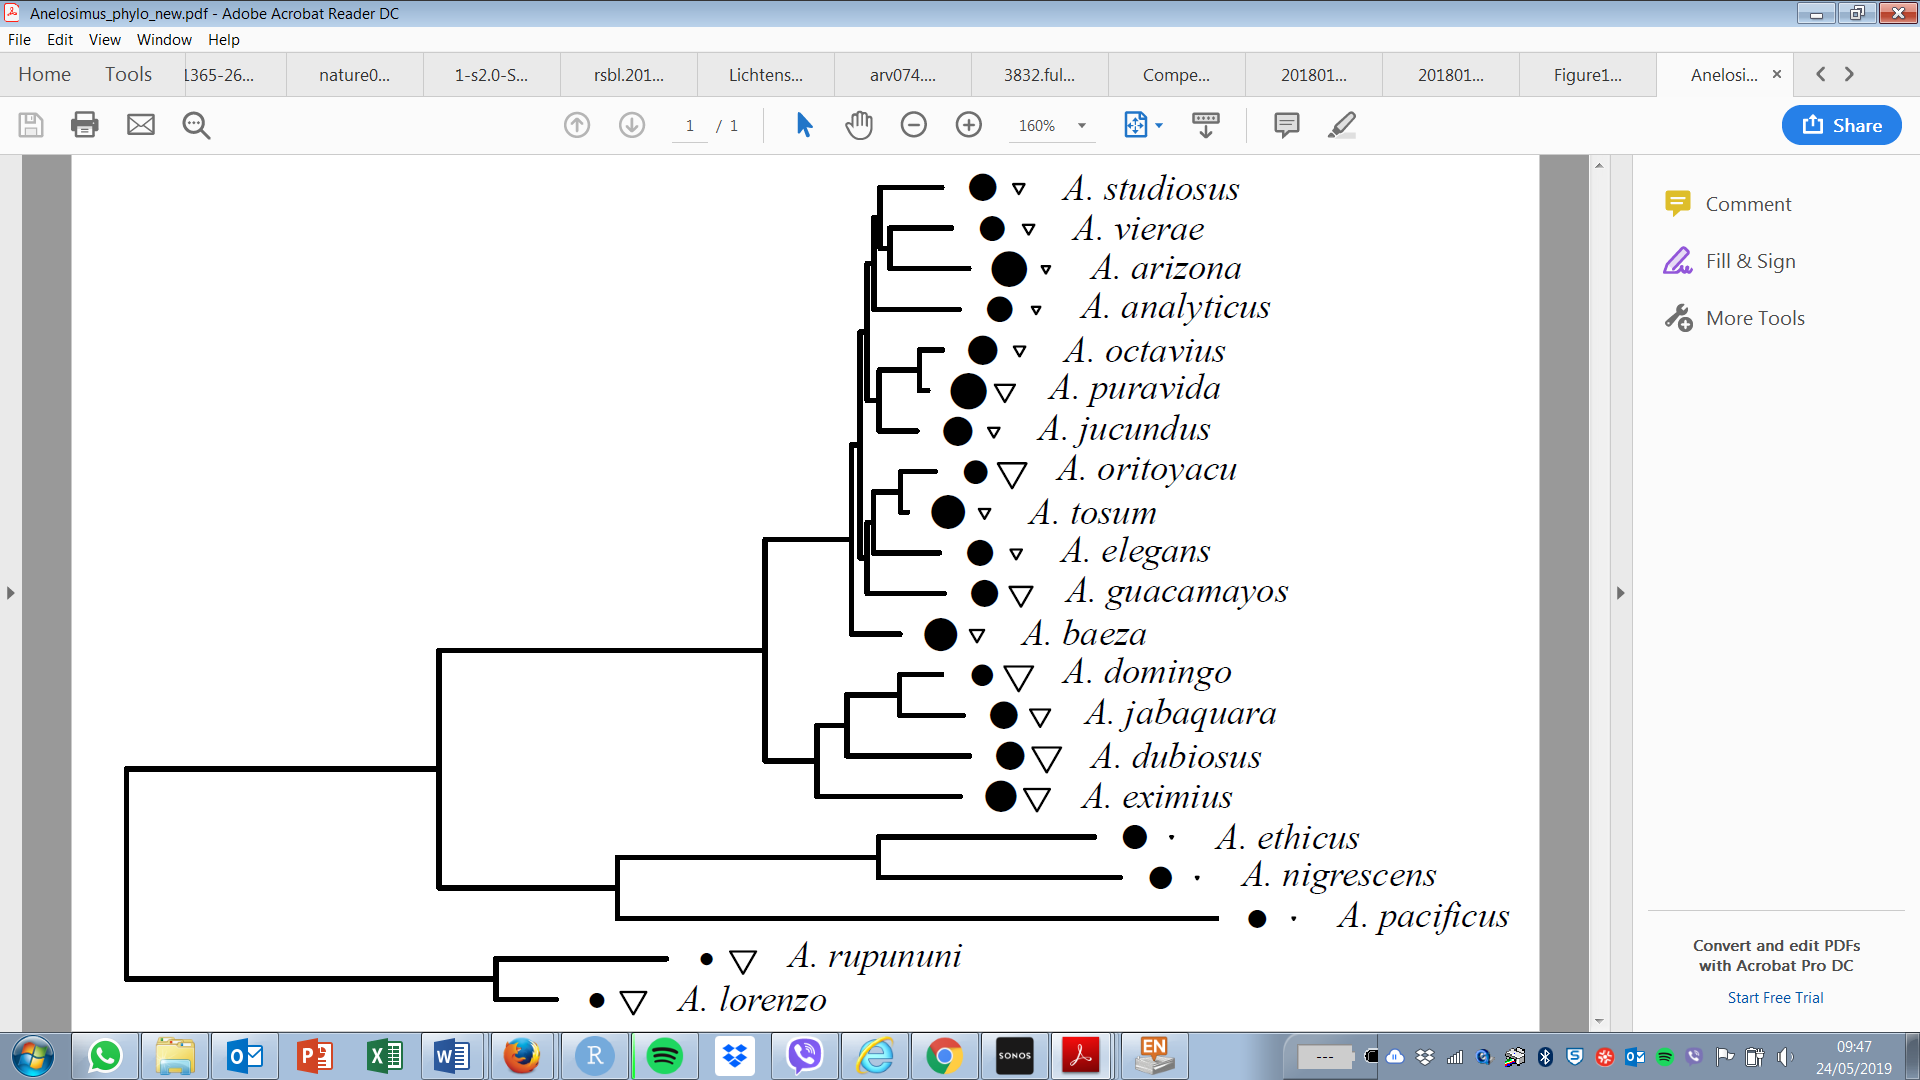 Anelosimus_phylo_new.pdf - Adobe Acrobat Reader DC
File Edit View Window Help
Home Tools 1365-26... nature0... 1-s2.0-S... rsbl.201... Lichtens... arv074.... 3832.ful... Compe... 201801... 201801... Figure1... Anelosi...
1 / 1 160% Share
A. studiosus
A. vierae
A. arizona
A. analyticus
A. octavius
A. puravida
A. jucundus
A. oritoyacu
A. tosum
A. elegans
A. guacamayos
A. baeza
A. domingo
A. jabaquara
A. dubiosus
A. eximius
A. ethicus
A. nigrescens
A. pacificus
A. rupununi
A. lorenzo
Comment
Fill & Sign
More Tools
Convert and edit PDFs
with Acrobat Pro DC
Start Free Trial
R SONOS EN ---
09:47
24/05/2019